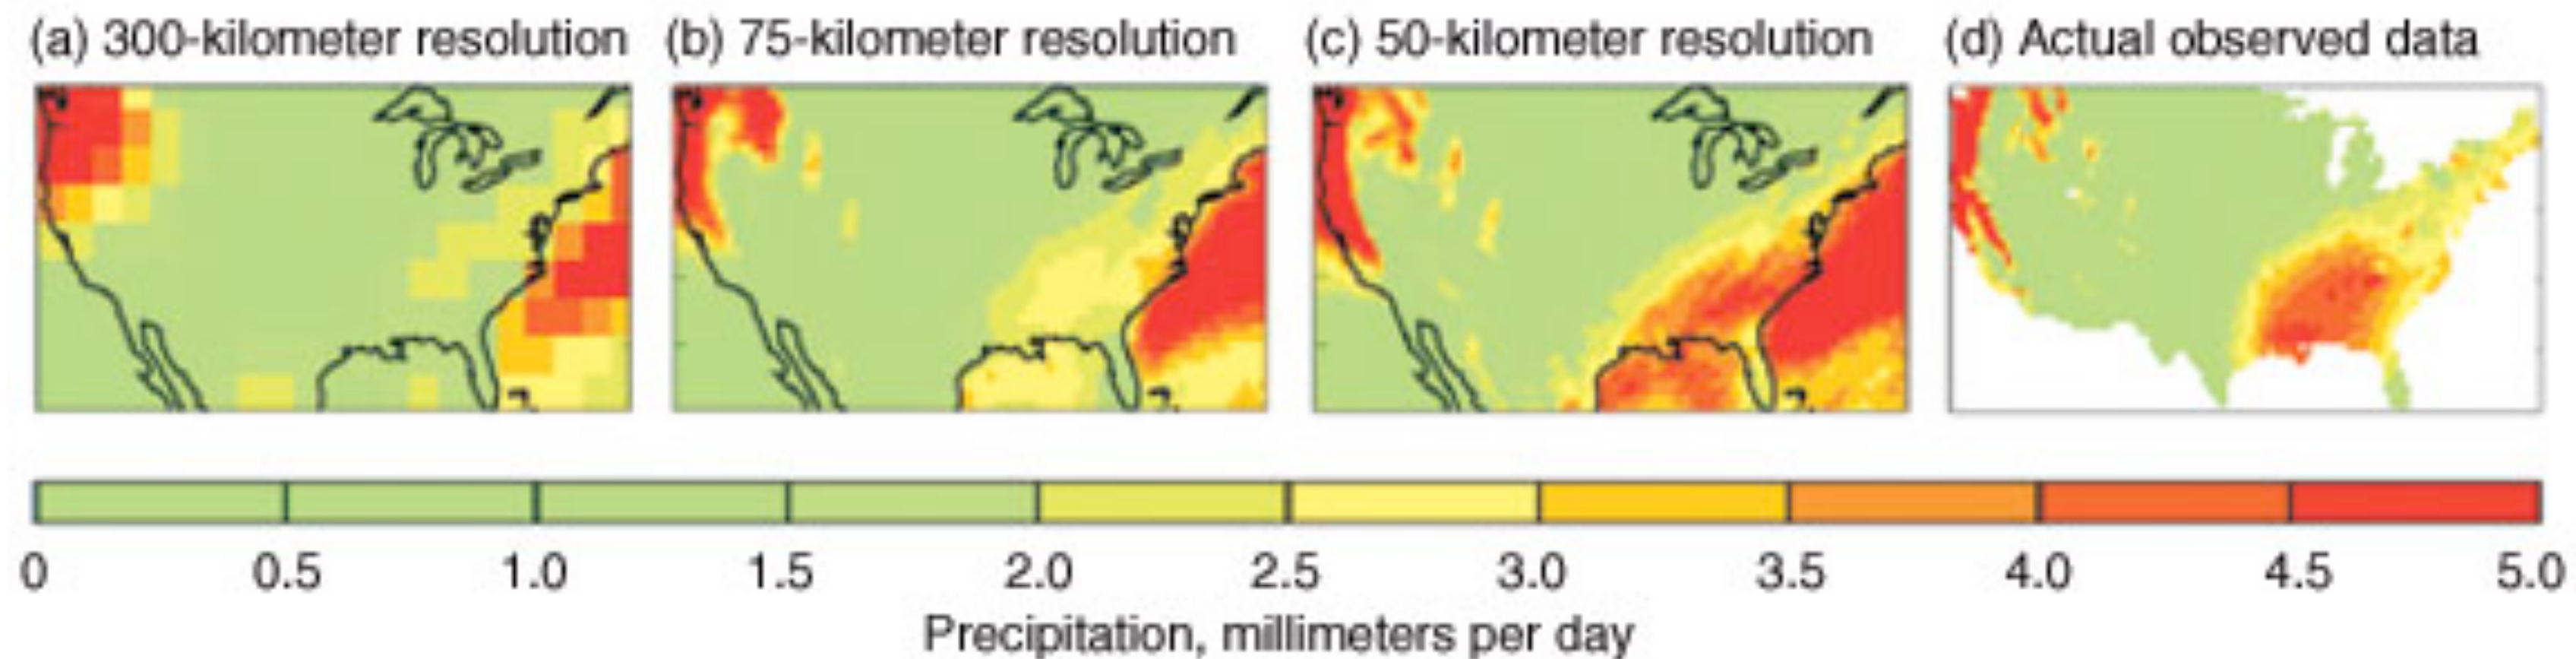 (a) 300-kilometer resolution
(b) 75-kilometer resolution
(c) 50-kilometer resolution
(d) Actual observed data
0 0.5 1.0 1.5 2.0 2.5 3.0 3.5 4.0 4.5 5.0
Precipitation, millimeters per day